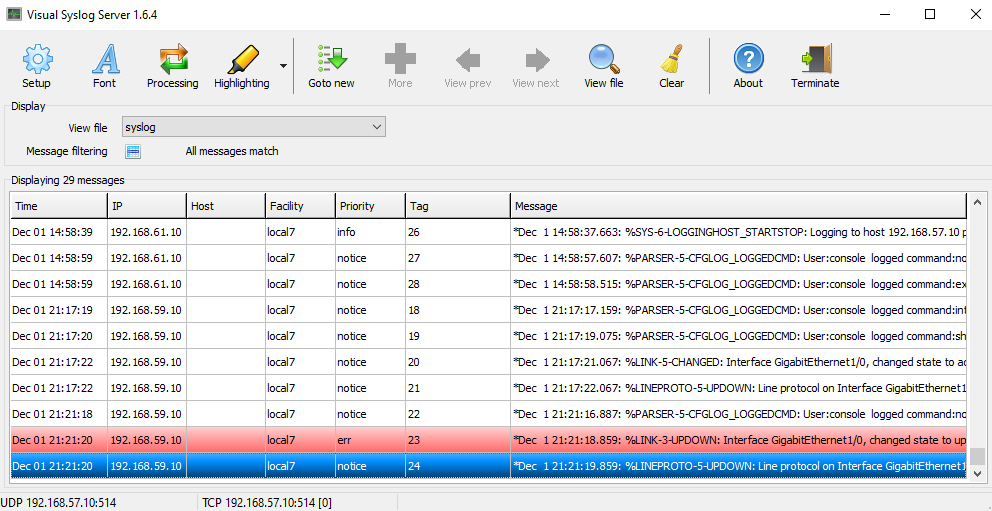 Visual Syslog Server 1.6.4
Setup Font Processing Highlighting Goto new More View prev View next View file Clear About Terminate
Display
View file syslog
Message filtering All messages match
Displaying 29 messages
Time IP Host Facility Priority Tag Message
Dec 01 14:58:39 192.168.61.10 local7 info 26 *Dec 1 14:58:37.663: %SYS-6-LOGGINGHOST_STARTSTOP: Logging to host 192.168.57.10 p
Dec 01 14:58:59 192.168.61.10 local7 notice 27 *Dec 1 14:58:57.607: %PARSER-5-CFGLOG_LOGGEDCMD: User:console logged command:no
Dec 01 14:58:59 192.168.61.10 local7 notice 28 *Dec 1 14:58:58.515: %PARSER-5-CFGLOG_LOGGEDCMD: User:console logged command:ex
Dec 01 21:17:19 192.168.59.10 local7 notice 18 *Dec 1 21:17:17.159: %PARSER-5-CFGLOG_LOGGEDCMD: User:console logged command:int
Dec 01 21:17:20 192.168.59.10 local7 notice 19 *Dec 1 21:17:19.075: %PARSER-5-CFGLOG_LOGGEDCMD: User:console logged command:sh
Dec 01 21:17:22 192.168.59.10 local7 notice 20 *Dec 1 21:17:21.067: %LINK-5-CHANGED: Interface GigabitEthernet1/0, changed state to ad
Dec 01 21:17:22 192.168.59.10 local7 notice 21 *Dec 1 21:17:22.067: %LINEPROTO-5-UPDOWN: Line protocol on Interface GigabitEthernet1
Dec 01 21:21:18 192.168.59.10 local7 notice 22 *Dec 1 21:21:16.887: %PARSER-5-CFGLOG_LOGGEDCMD: User:console logged command:no
Dec 01 21:21:20 192.168.59.10 local7 err 23 *Dec 1 21:21:18.859: %LINK-3-UPDOWN: Interface GigabitEthernet1/0, changed state to up
Dec 01 21:21:20 192.168.59.10 local7 notice 24 *Dec 1 21:21:19.859: %LINEPROTO-5-UPDOWN: Line protocol on Interface GigabitEthernet1
UDP 192.168.57.10:514 TCP 192.168.57.10:514 [0]